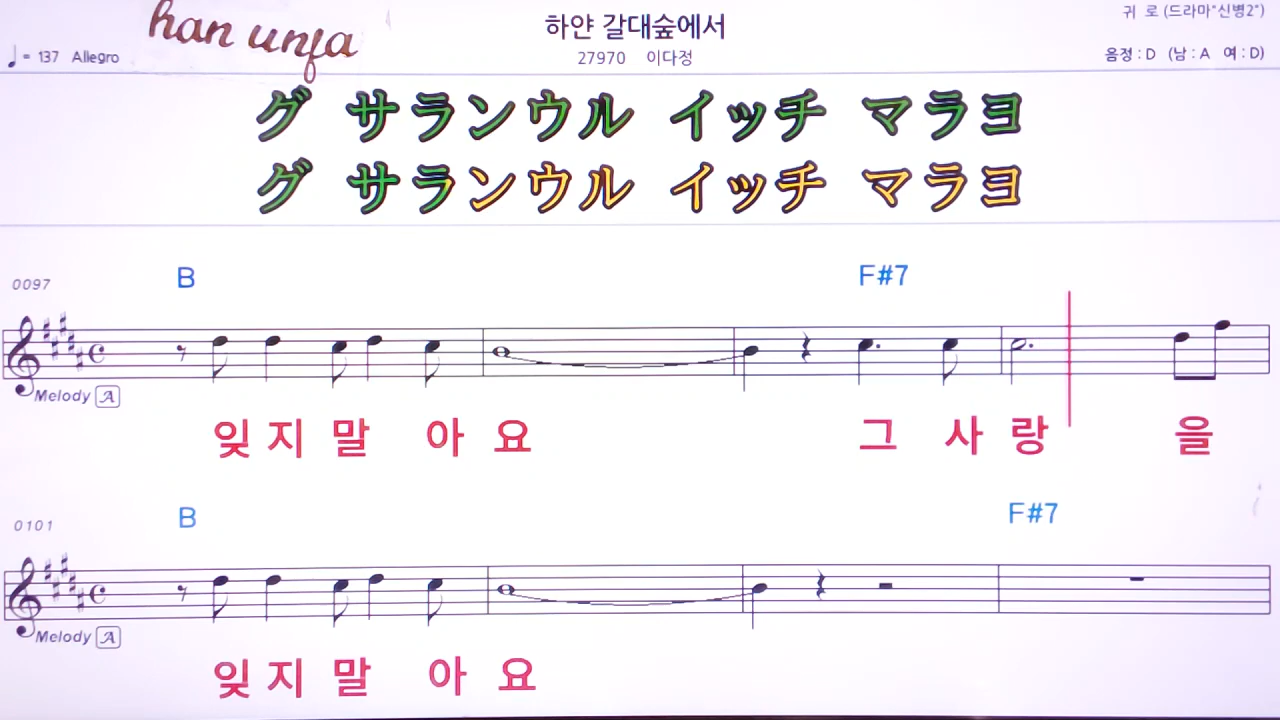 han unja
하얀 갈대숲에서
귀 로 (드라마"신병2")
♩= 137 Allegro
27970 이다정
음정 : D (남 : A 여 : D)
グ サランウル イッチ マラヨ
グ サランウル イッチ マラヨ
0097
B F#7
Melody A
잊 지 말 아 요 그 사 랑 을
0101
B F#7
Melody A
잊 지 말 아 요